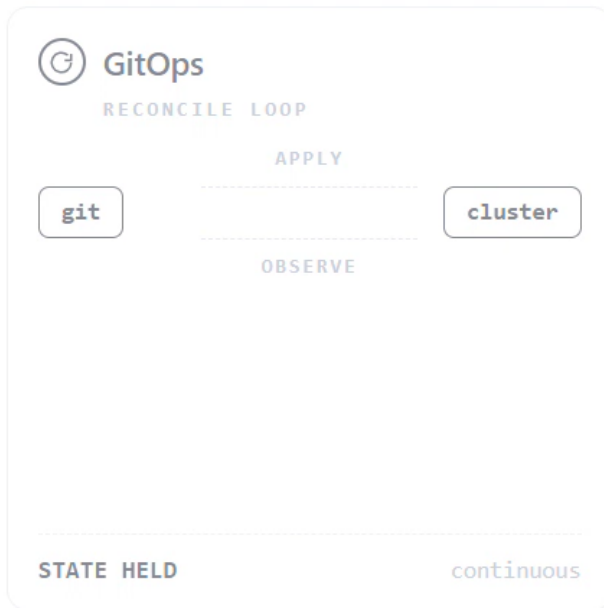 GitOps
RECONCILE LOOP
APPLY
git cluster
OBSERVE
STATE HELD continuous